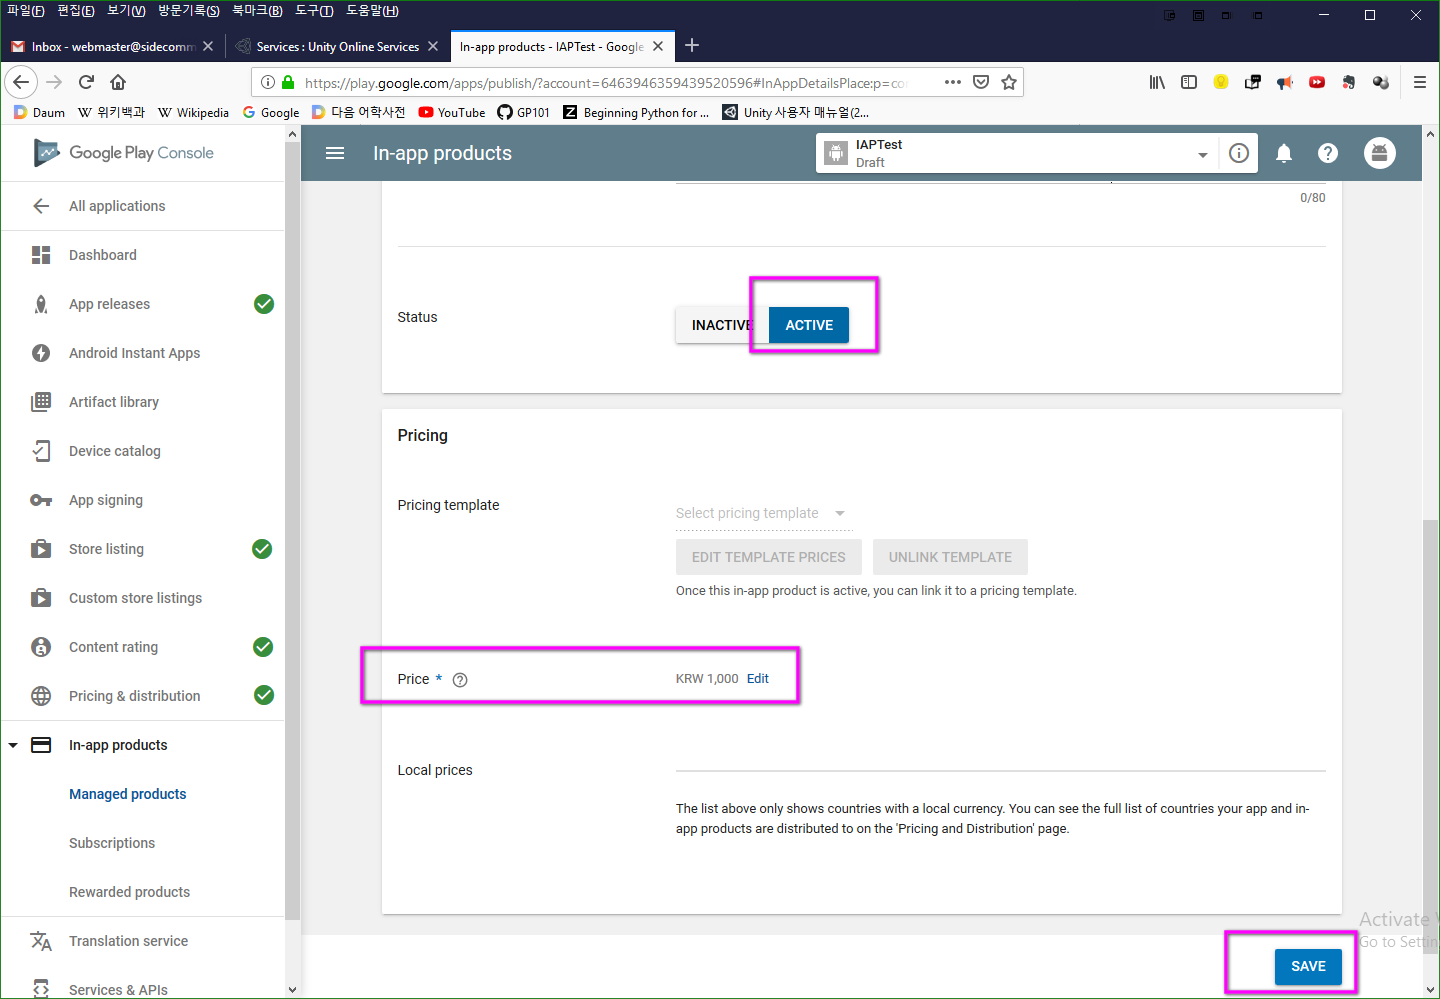 파일(F) 편집(E) 보기(V) 방문기록(S) 북마크(B) 도구(T) 도움말(H)
Inbox - webmaster@sidecomm
Services : Unity Online Services
In-app products - IAPTest - Google
https://play.google.com/apps/publish/?account=6463946359439520596#InAppDetailsPlace:p=co
Daum 위키백과 Wikipedia Google 다음 어학사전 YouTube GP101 Beginning Python for ... Unity 사용자 매뉴얼(2...
Google Play Console
In-app products
IAPTest
Draft
All applications
Dashboard
App releases
Android Instant Apps
Artifact library
Device catalog
App signing
Store listing
Custom store listings
Content rating
Pricing & distribution
In-app products
Managed products
Subscriptions
Rewarded products
Translation service
Services & APIs
0/80
Status
INACTIVE
ACTIVE
Pricing
Pricing template
Select pricing template
EDIT TEMPLATE PRICES
UNLINK TEMPLATE
Once this in-app product is active, you can link it to a pricing template.
Price * KRW 1,000 Edit
Local prices
The list above only shows countries with a local currency. You can see the full list of countries your app and in-
app products are distributed to on the 'Pricing and Distribution' page.
Activate
Go to Settin
SAVE